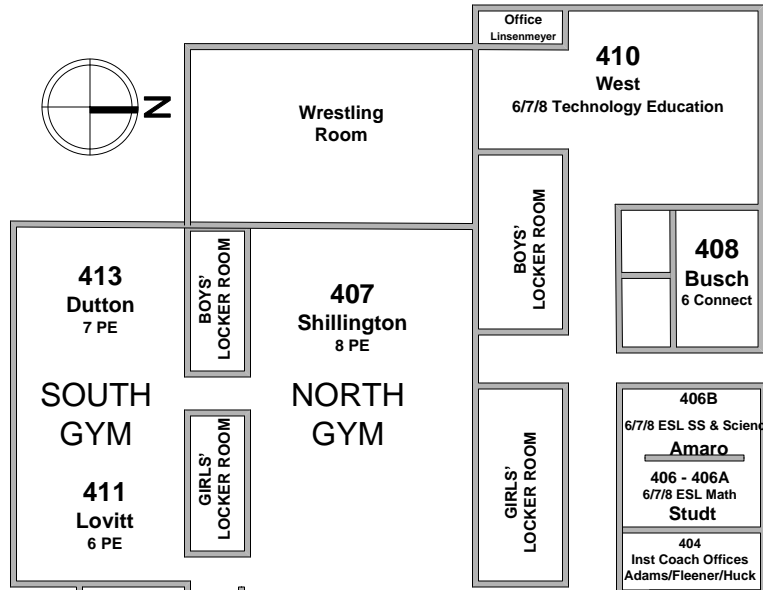 Office
Linsenmeyer
410
West
6/7/8 Technology Education
Wrestling
Room
N
BOYS'
LOCKER ROOM
BOYS'
LOCKER ROOM
408
Busch
6 Connect
413
Dutton
7 PE
407
Shillington
8 PE
SOUTH
GYM
NORTH
GYM
406B
6/7/8 ESL SS & Scienc
Amaro
406 - 406A
6/7/8 ESL Math
Studt
GIRLS'
LOCKER ROOM
GIRLS'
LOCKER ROOM
411
Lovitt
6 PE
404
Inst Coach Offices
Adams/Fleener/Huck